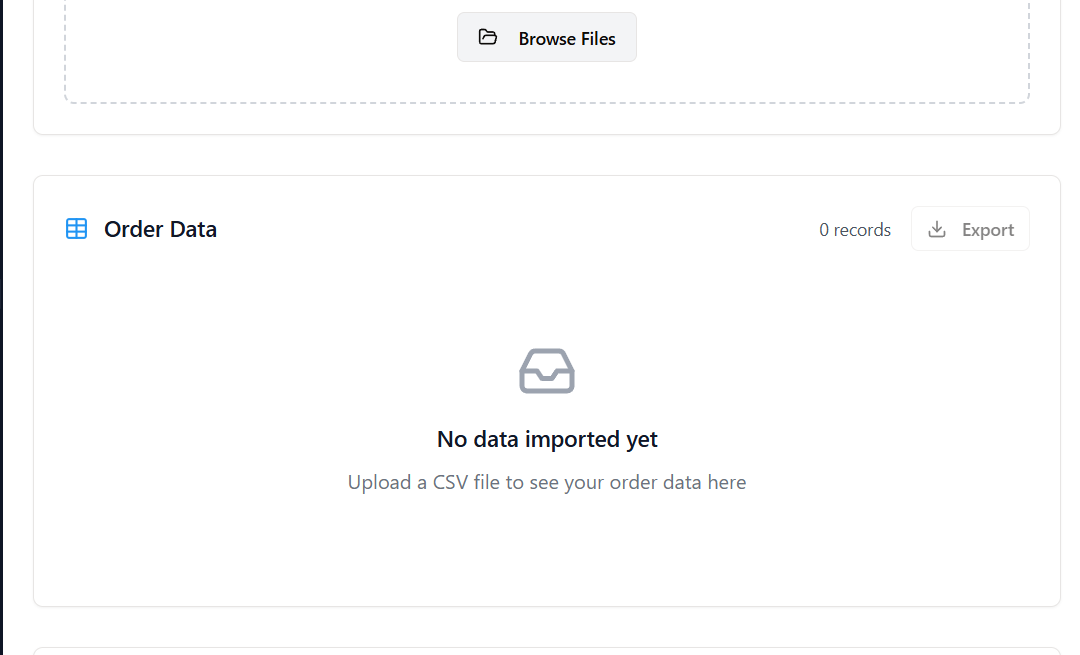 Browse Files
Order Data
0 records
Export
No data imported yet
Upload a CSV file to see your order data here